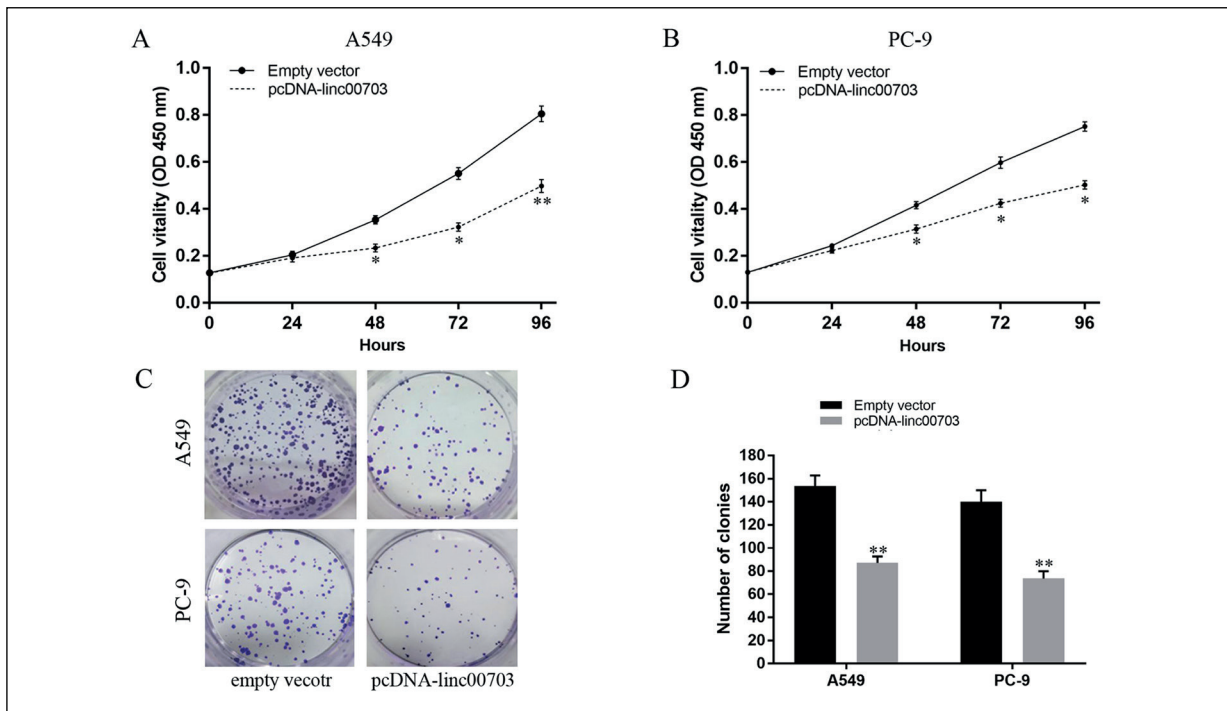 A
A549
Empty vector
pcDNA-linc00703
Cell vitality (OD 450 nm)
1.0
0.8
0.6
0.4
0.2
0.0
*
*
**
0 24 48 72 96
Hours
B
PC-9
Empty vector
pcDNA-linc00703
Cell vitality (OD 450 nm)
1.0
0.8
0.6
0.4
0.2
0.0
*
*
*
0 24 48 72 96
Hours
C
A549
PC-9
empty vecotr pcDNA-linc00703
D
Empty vector
pcDNA-linc00703
Number of clonies
180
160
140
120
100
80
60
40
20
0
**
**
A549 PC-9